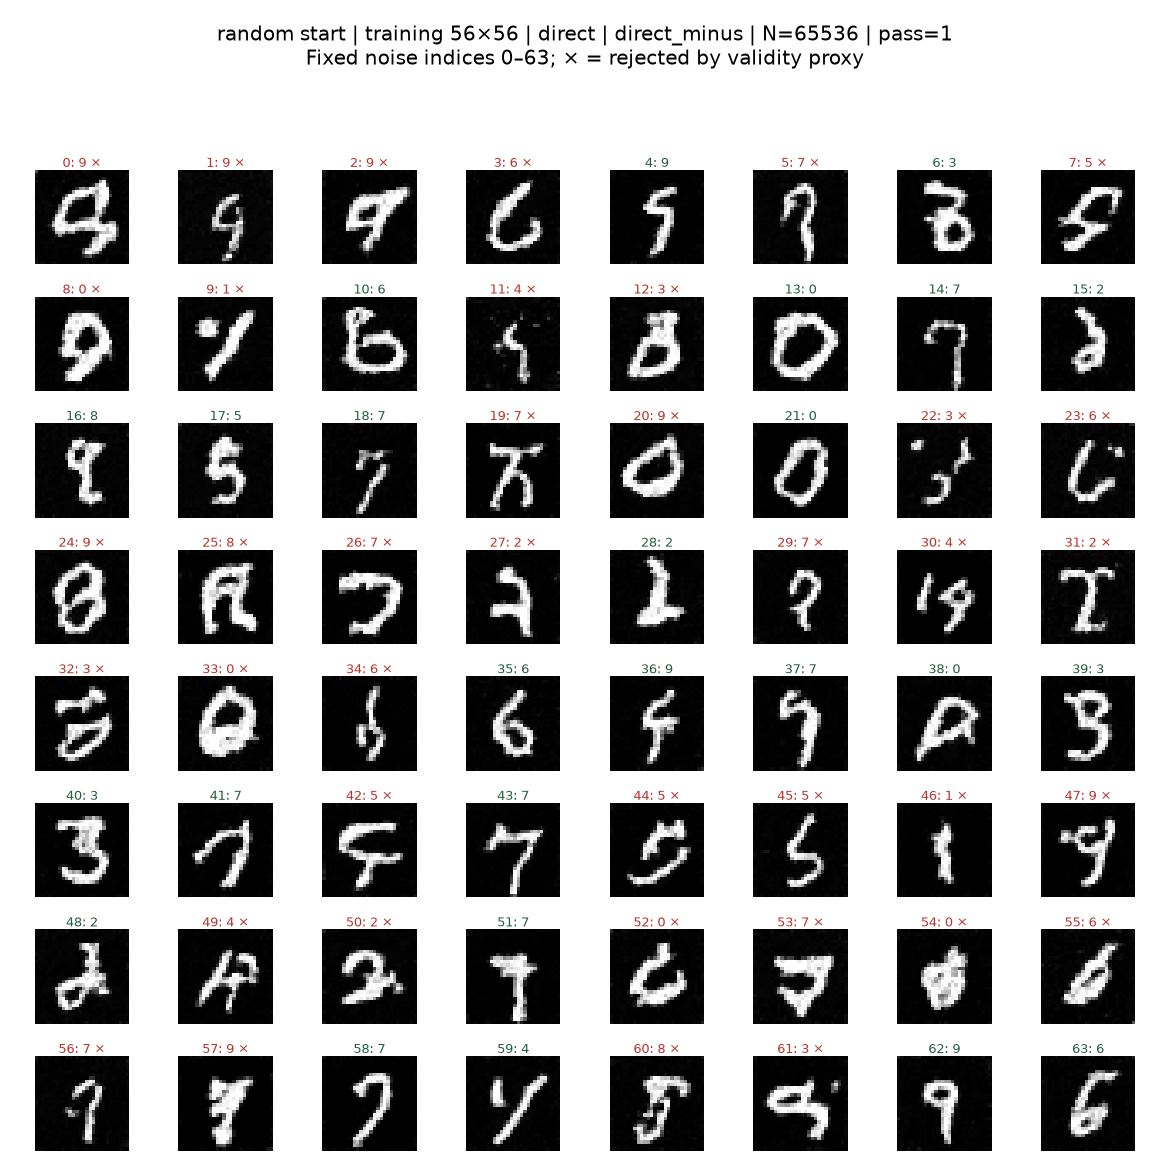 random start | training 56×56 | direct | direct_minus | N=65536 | pass=1
Fixed noise indices 0–63; × = rejected by validity proxy
0: 9 × 1: 9 × 2: 9 × 3: 6 × 4: 9 5: 7 × 6: 3 7: 5 ×
8: 0 × 9: 1 × 10: 6 11: 4 × 12: 3 × 13: 0 14: 7 15: 2
16: 8 17: 5 18: 7 19: 7 × 20: 9 × 21: 0 22: 3 × 23: 6 ×
24: 9 × 25: 8 × 26: 7 × 27: 2 × 28: 2 29: 7 × 30: 4 × 31: 2 ×
32: 3 × 33: 0 × 34: 6 × 35: 6 36: 9 37: 7 38: 0 39: 3
40: 3 41: 7 42: 5 × 43: 7 44: 5 × 45: 5 × 46: 1 × 47: 9 ×
48: 2 49: 4 × 50: 2 × 51: 7 52: 0 × 53: 7 × 54: 0 × 55: 6 ×
56: 7 × 57: 9 × 58: 7 59: 4 60: 8 × 61: 3 × 62: 9 63: 6